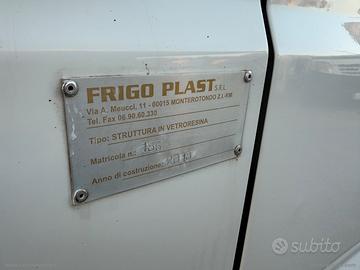 FRIGO PLAST S.R.L.
Via A. Meucci, 11 - 00015 MONTEROTONDO Z.I. RM
Tel. Fax 06.90.60.330
Tipo: STRUTTURA IN VETRORESINA
Matricola n.:
Anno di costruzione:
subito